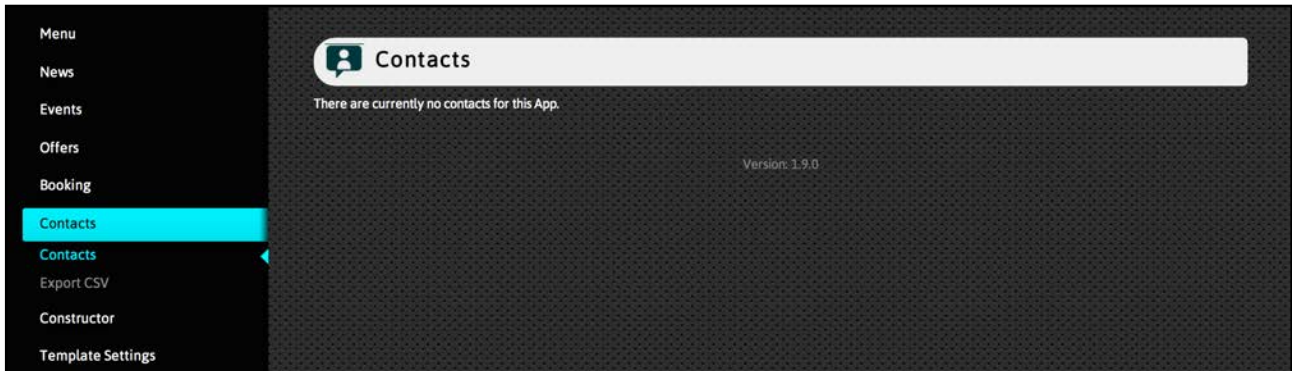 Menu
News
Events
Offers
Booking
Contacts
Contacts
Export CSV
Constructor
Template Settings
Contacts
There are currently no contacts for this App.
Version: 1.9.0